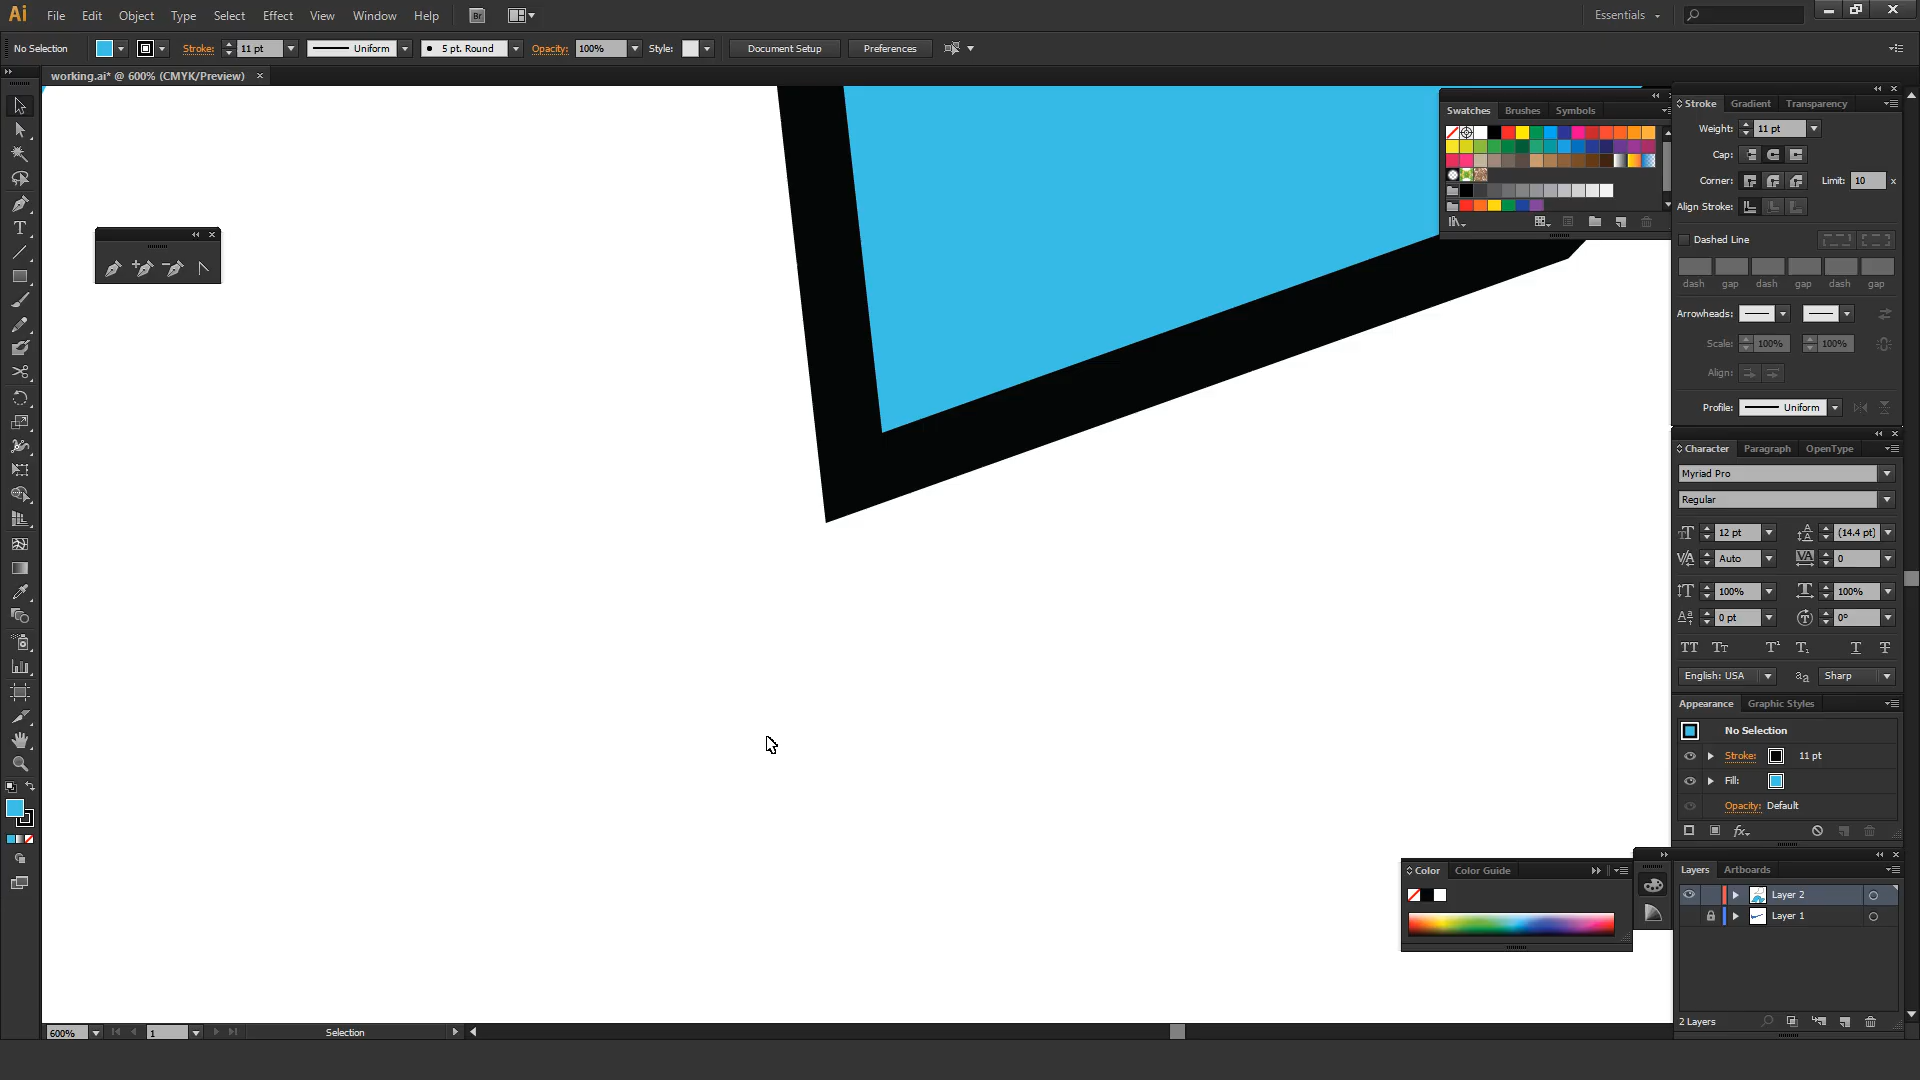 Ai File Edit Object Type Select Effect View Window Help Br Essentials
No Selection Stroke: 11 pt Uniform 5 pt. Round Opacity: 100% Style: Document Setup Preferences
working.ai* @ 600% (CMYK/Preview)
Swatches Brushes Symbols
Stroke Gradient Transparency
Weight: 11 pt
Cap:
Corner: Limit: 10 x
Align Stroke:
Dashed Line
dash gap dash gap dash gap
Arrowheads:
Scale: 100% 100%
Align:
Profile: Uniform
Character Paragraph OpenType
Myriad Pro
Regular
12 pt (14.4 pt)
Auto 0
100% 100%
0 pt 0°
English: USA Sharp
Appearance Graphic Styles
No Selection
Stroke: 11 pt
Fill:
Opacity: Default
fx
Color Color Guide
Layers Artboards
Layer 2
Layer 1
2 Layers
600% 1 Selection